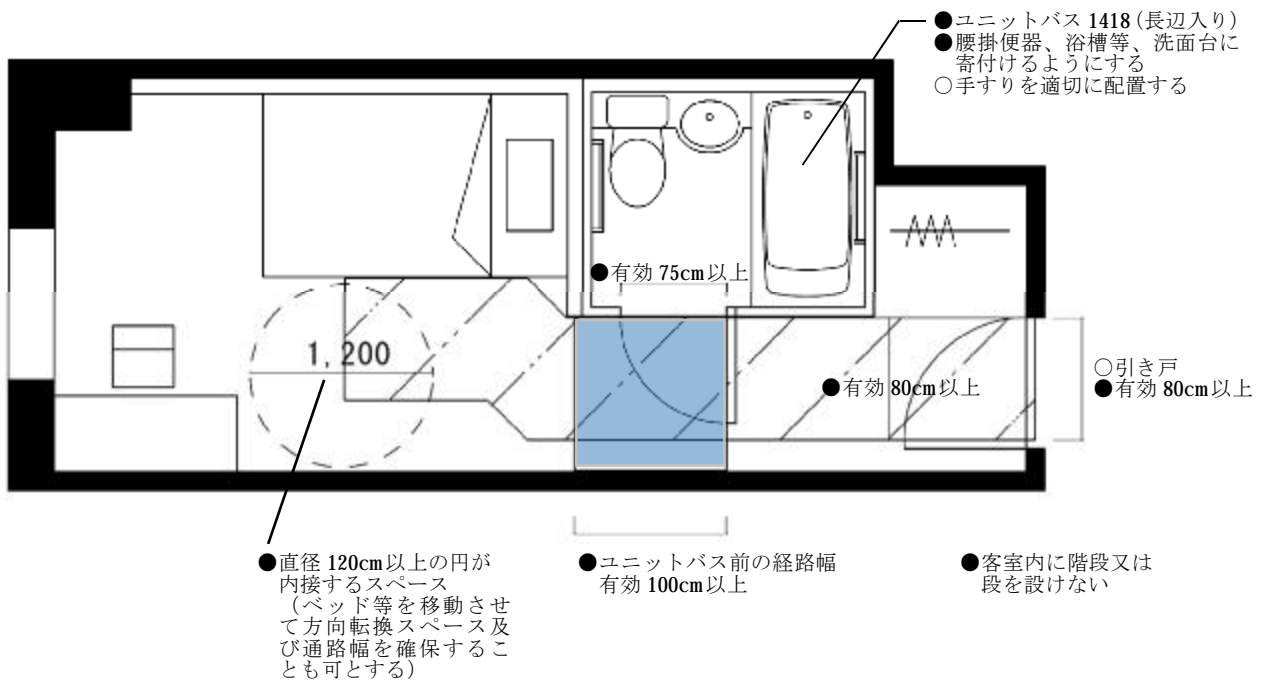 ●ユニットバス 1418(長辺入り)
●腰掛便器、浴槽等、洗面台に
寄付けるようにする
○手すりを適切に配置する
●有効 75cm以上
1,200
●有効 80cm以上
○引き戸
●有効 80cm以上
●直径 120cm以上の円が
内接するスペース
(ベッド等を移動させ
て方向転換スペース及
び通路幅を確保するこ
とも可とする)
●ユニットバス前の経路幅
有効 100cm以上
●客室内に階段又は
段を設けない